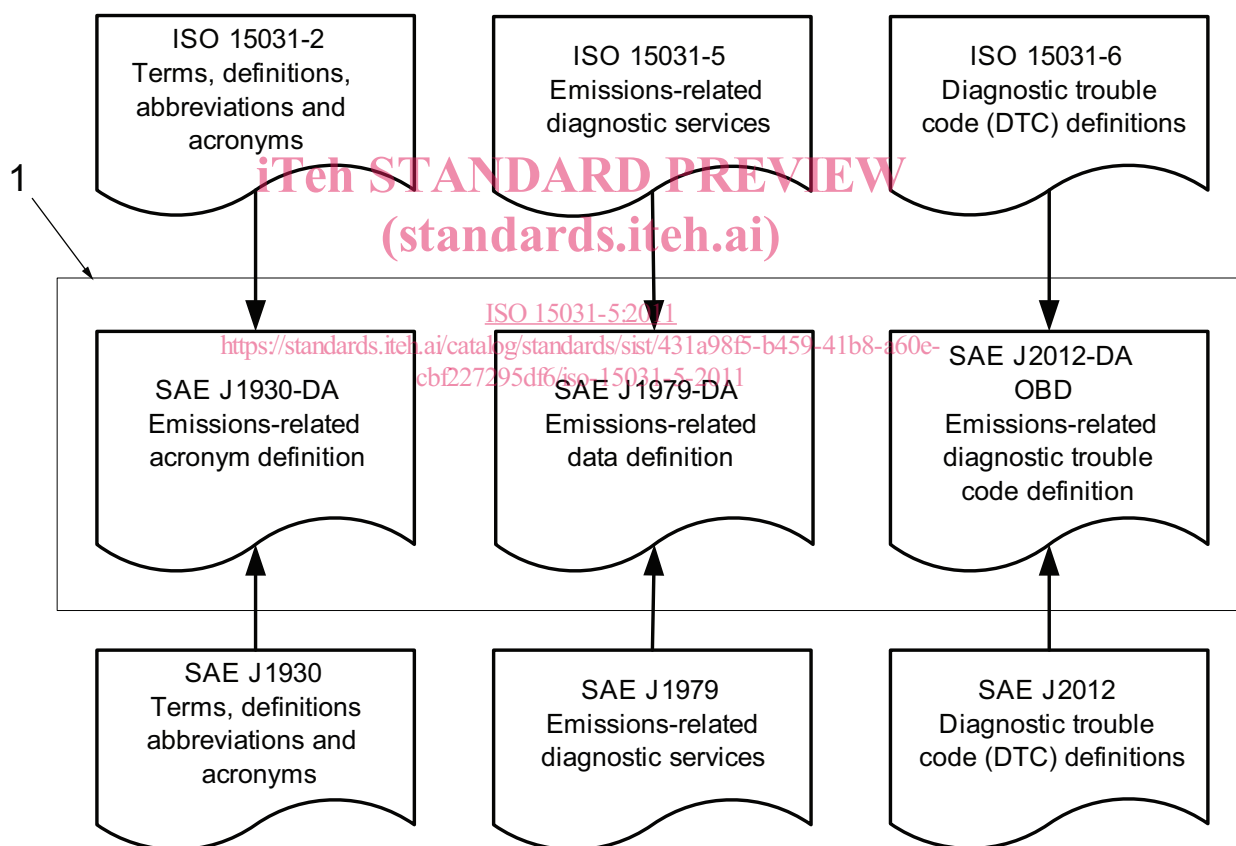 ISO 15031-2
Terms, definitions,
abbreviations and
acronyms
ISO 15031-5
Emissions-related
diagnostic services
ISO 15031-6
Diagnostic trouble
code (DTC) definitions
iTeh STANDARD PREVIEW
(standards.iteh.ai)
1
ISO 15031-5:2011
https://standards.iteh.ai/catalog/standards/sist/431a98f5-b459-41b8-a60e-
cbf227295df6/iso-15031-5-2011
SAE J1930-DA
Emissions-related
acronym definition
SAE J1979-DA
Emissions-related
data definition
SAE J2012-DA
OBD
Emissions-related
diagnostic trouble
code definition
SAE J1930
Terms, definitions
abbreviations and
acronyms
SAE J1979
Emissions-related
diagnostic services
SAE J2012
Diagnostic trouble
code (DTC) definitions